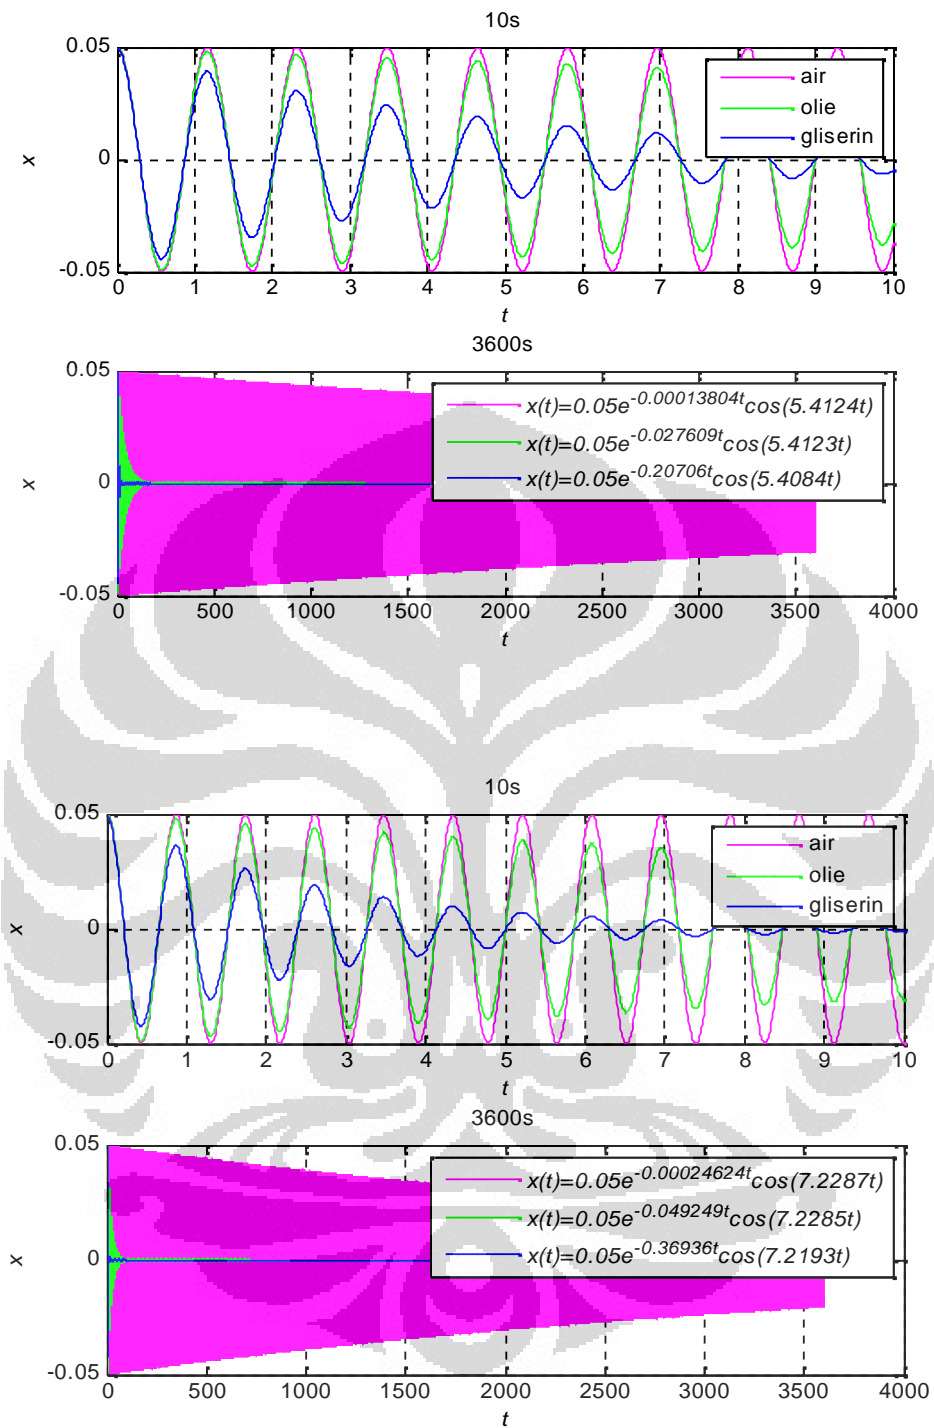 10s
0.05
0
-0.05
x
air
olie
gliserin
0 1 2 3 4 5 6 7 8 9 10
t
3600s
0.05
0
-0.05
x
x(t)=0.05e^-0.00013804t cos(5.4124t)
x(t)=0.05e^-0.027609t cos(5.4123t)
x(t)=0.05e^-0.20706t cos(5.4084t)
0 500 1000 1500 2000 2500 3000 3500 4000
t
10s
0.05
0
-0.05
x
air
olie
gliserin
0 1 2 3 4 5 6 7 8 9 10
t
3600s
0.05
0
-0.05
x
x(t)=0.05e^-0.00024624t cos(7.2287t)
x(t)=0.05e^-0.049249t cos(7.2285t)
x(t)=0.05e^-0.36936t cos(7.2193t)
0 500 1000 1500 2000 2500 3000 3500 4000
t